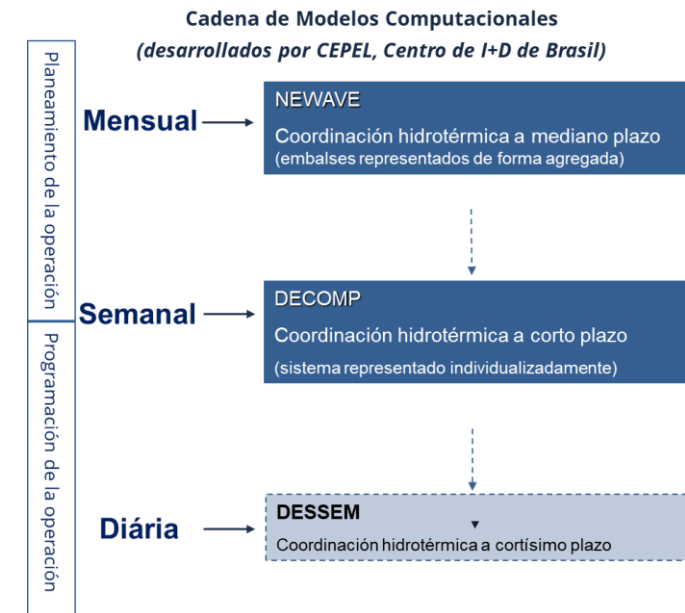 Cadena de Modelos Computacionales
(desarrollados por CEPEL, Centro de I+D de Brasil)
Planeamiento de la operación
Mensual
NEWAVE
Coordinación hidrotérmica a mediano plazo
(embalses representados de forma agregada)
Semanal
DECOMP
Coordinación hidrotérmica a corto plazo
(sistema representado individualizadamente)
Programación de la operación
Diária
DESSEM
Coordinación hidrotérmica a cortísimo plazo